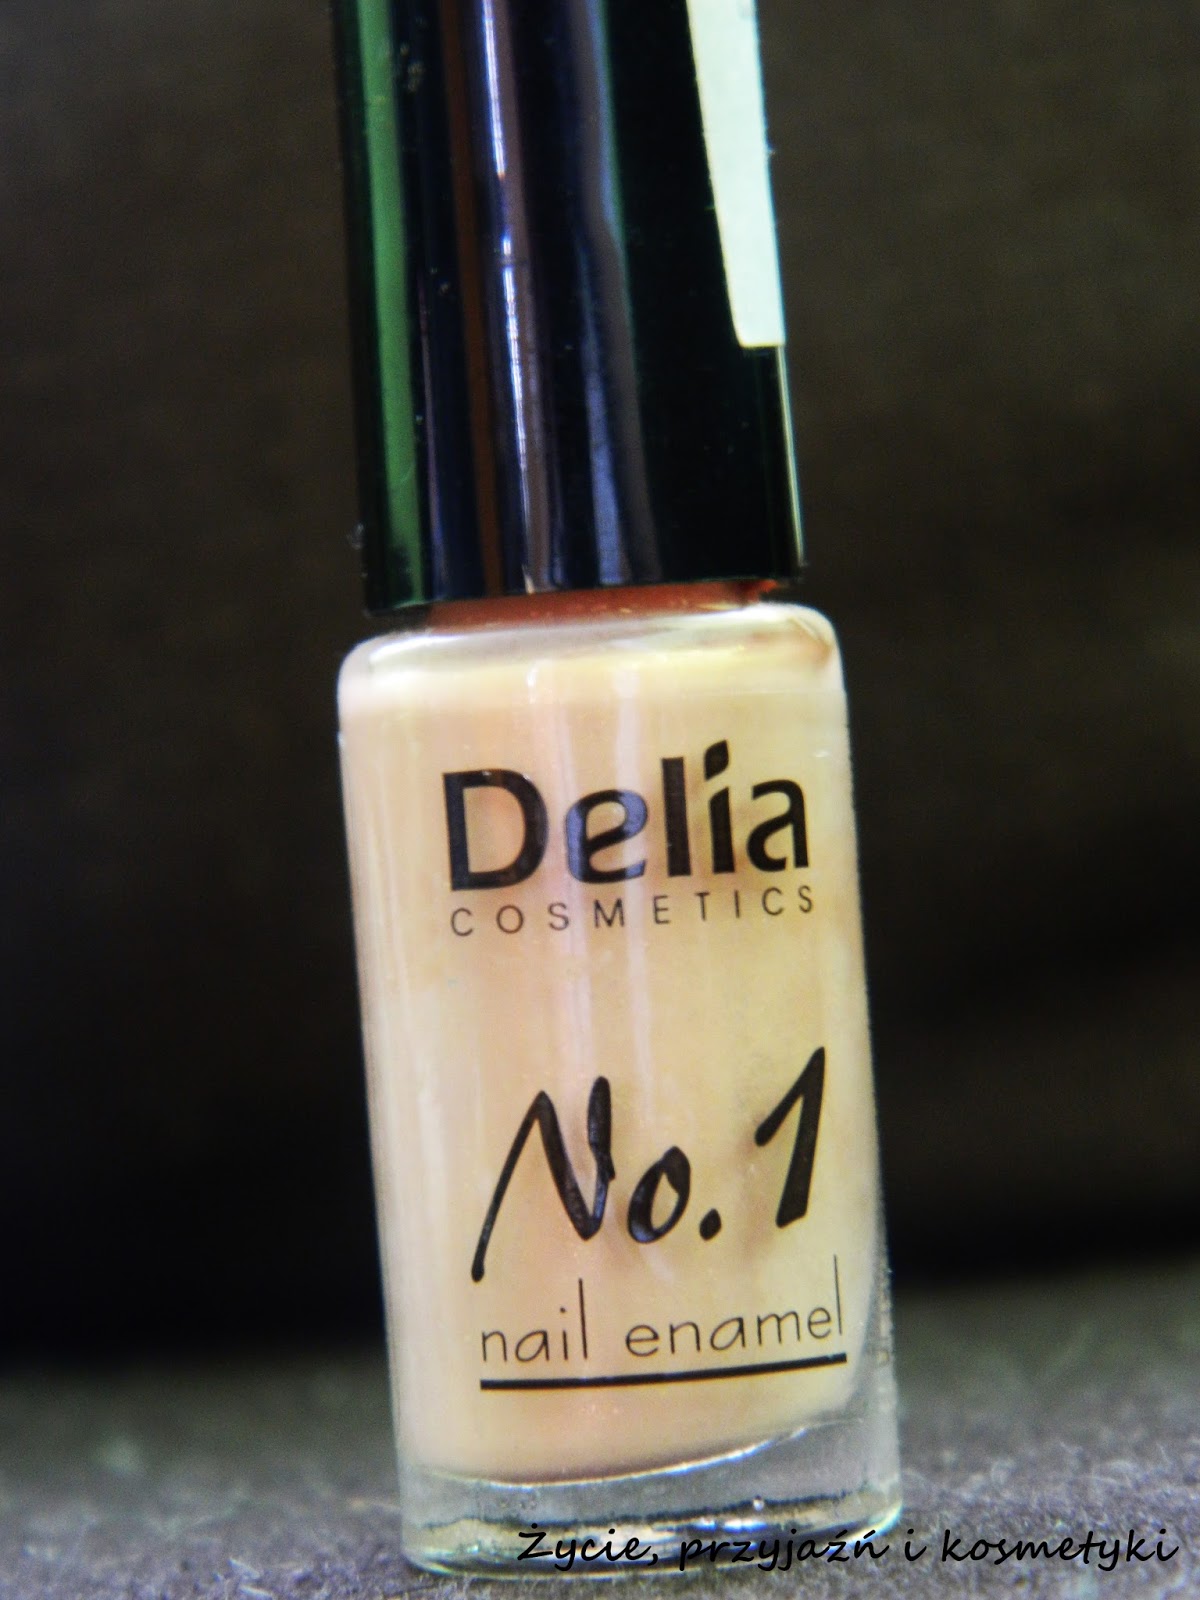 Delia
COSMETICS
No. 1
nail enamel
Życie, przyjaźń i kosmetyki